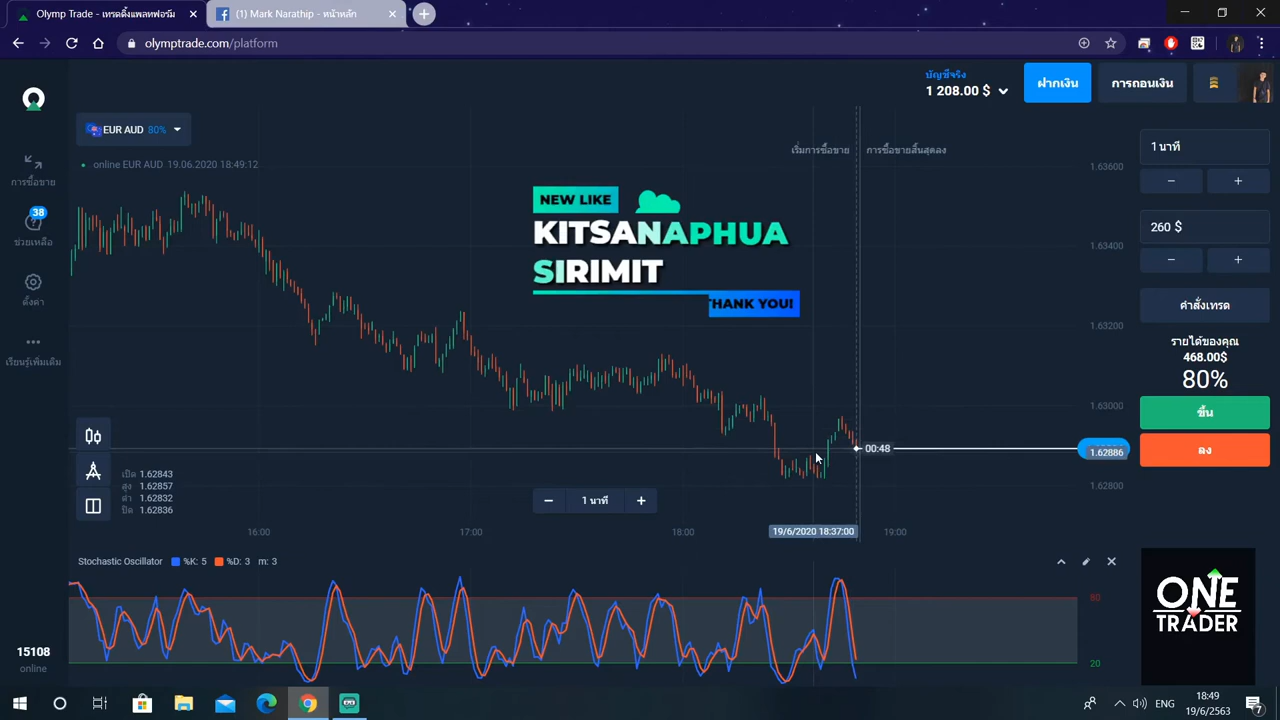 Olymp Trade - เทรดดิ้งแพลทฟอร์ม
(1) Mark Narathip - หน้าหลัก
olymptrade.com/platform
บัญชีจริง
1 208.00 $
ฝากเงิน
การถอนเงิน
EUR AUD 80%
online EUR AUD 19.06.2020 18:49:12
เริ่มการซื้อขาย
การซื้อขายสิ้นสุดลง
การซื้อขาย
38
ช่วยเหลือ
ตั้งค่า
เรียนรู้เพิ่มเติม
NEW LIKE
KITSANAPHUA
SIRIMIT
THANK YOU!
1.63600
1.63400
1.63200
1.63000
1.62886
1.62800
00:48
1 นาที
260 $
คำสั่งเทรด
รายได้ของคุณ
468.00$
80%
ขึ้น
ลง
เปิด 1.62843
สูง 1.62857
ต่ำ 1.62832
ปิด 1.62836
1 นาที
16:00
17:00
18:00
19/6/2020 18:37:00
19:00
Stochastic Oscillator %K: 5 %D: 3 m: 3
80
20
ONE
TRADER
15108
online
ENG
18:49
19/6/2563
7